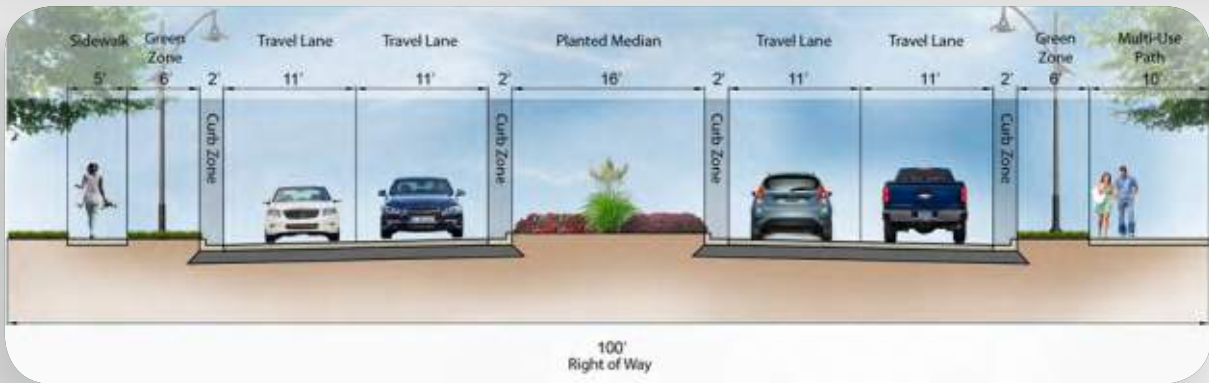 Sidewalk
Green
Zone
Travel Lane
Travel Lane
Planted Median
Travel Lane
Travel Lane
Green
Zone
Multi-Use
Path
5' 6' 2' 11' 11' 2' 16' 2' 11' 11' 2' 6' 10'
Curb Zone
Curb Zone
Curb Zone
Curb Zone
100'
Right of Way